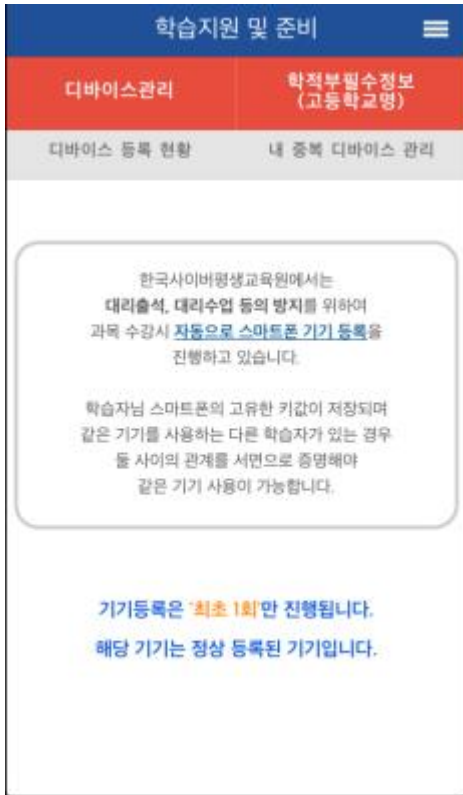 학습지원 및 준비
디바이스관리
학적부필수정보
(고등학교명)
디바이스 등록 현황
내 중복 디바이스 관리
한국사이버평생교육원에서는
대리출석, 대리수업 등의 방지를 위하여
과목 수강시 자동으로 스마트폰 기기 등록을
진행하고 있습니다.
학습자님 스마트폰의 고유한 키값이 저장되며
같은 기기를 사용하는 다른 학습자가 있는 경우
둘 사이의 관계를 서면으로 증명해야
같은 기기 사용이 가능합니다.
기기등록은 '최초 1회'만 진행됩니다.
해당 기기는 정상 등록된 기기입니다.